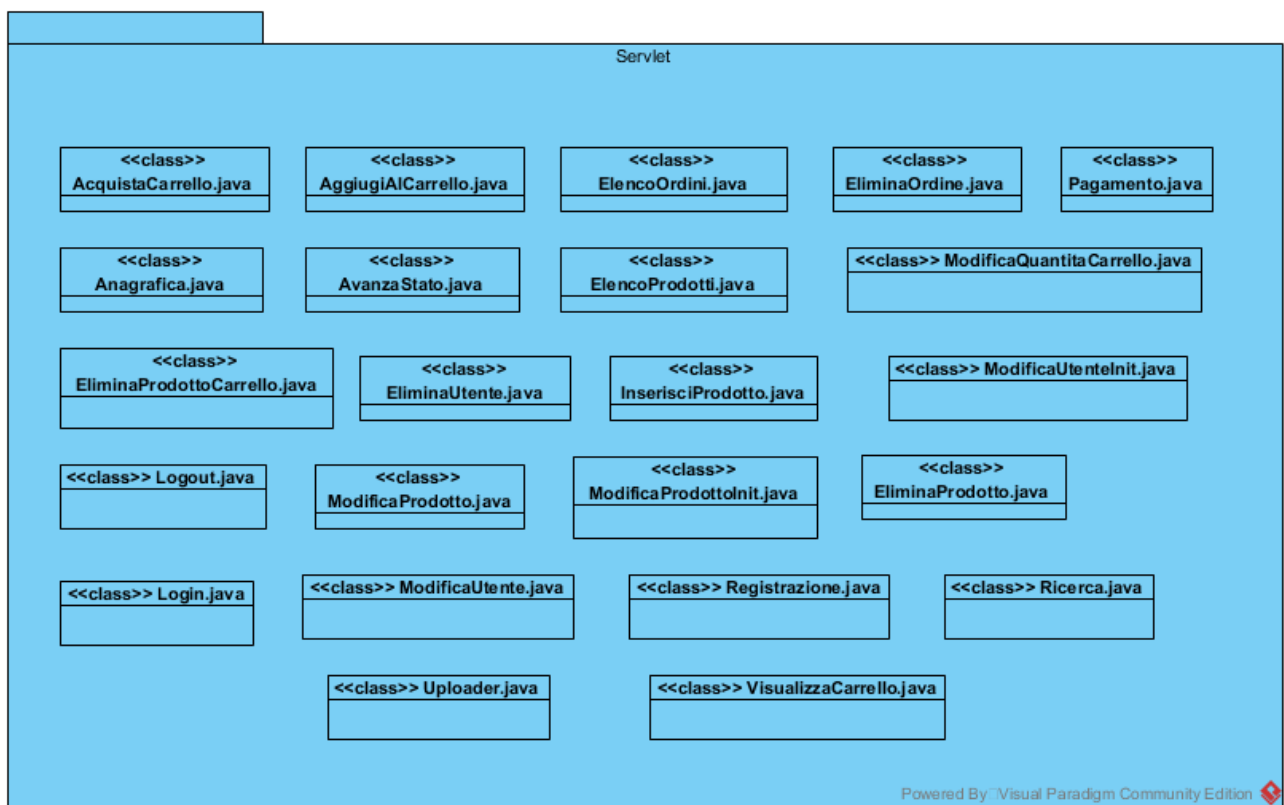 Servlet
<<class>>
AcquistaCarrello.java
<<class>>
AggiugiAlCarrello.java
<<class>>
ElencoOrdini.java
<<class>>
EliminaOrdine.java
<<class>>
Pagamento.java
<<class>>
Anagrafica.java
<<class>>
AvanzaStato.java
<<class>>
ElencoProdotti.java
<<class>> ModificaQuantitaCarrello.java
<<class>>
EliminaProdottoCarrello.java
<<class>>
EliminaUtente.java
<<class>>
InserisciProdotto.java
<<class>> ModificaUtenteInit.java
<<class>> Logout.java
<<class>>
ModificaProdotto.java
<<class>>
ModificaProdottoInit.java
<<class>>
EliminaProdotto.java
<<class>> Login.java
<<class>> ModificaUtente.java
<<class>> Registrazione.java
<<class>> Ricerca.java
<<class>> Uploader.java
<<class>> VisualizzaCarrello.java
Powered By Visual Paradigm Community Edition